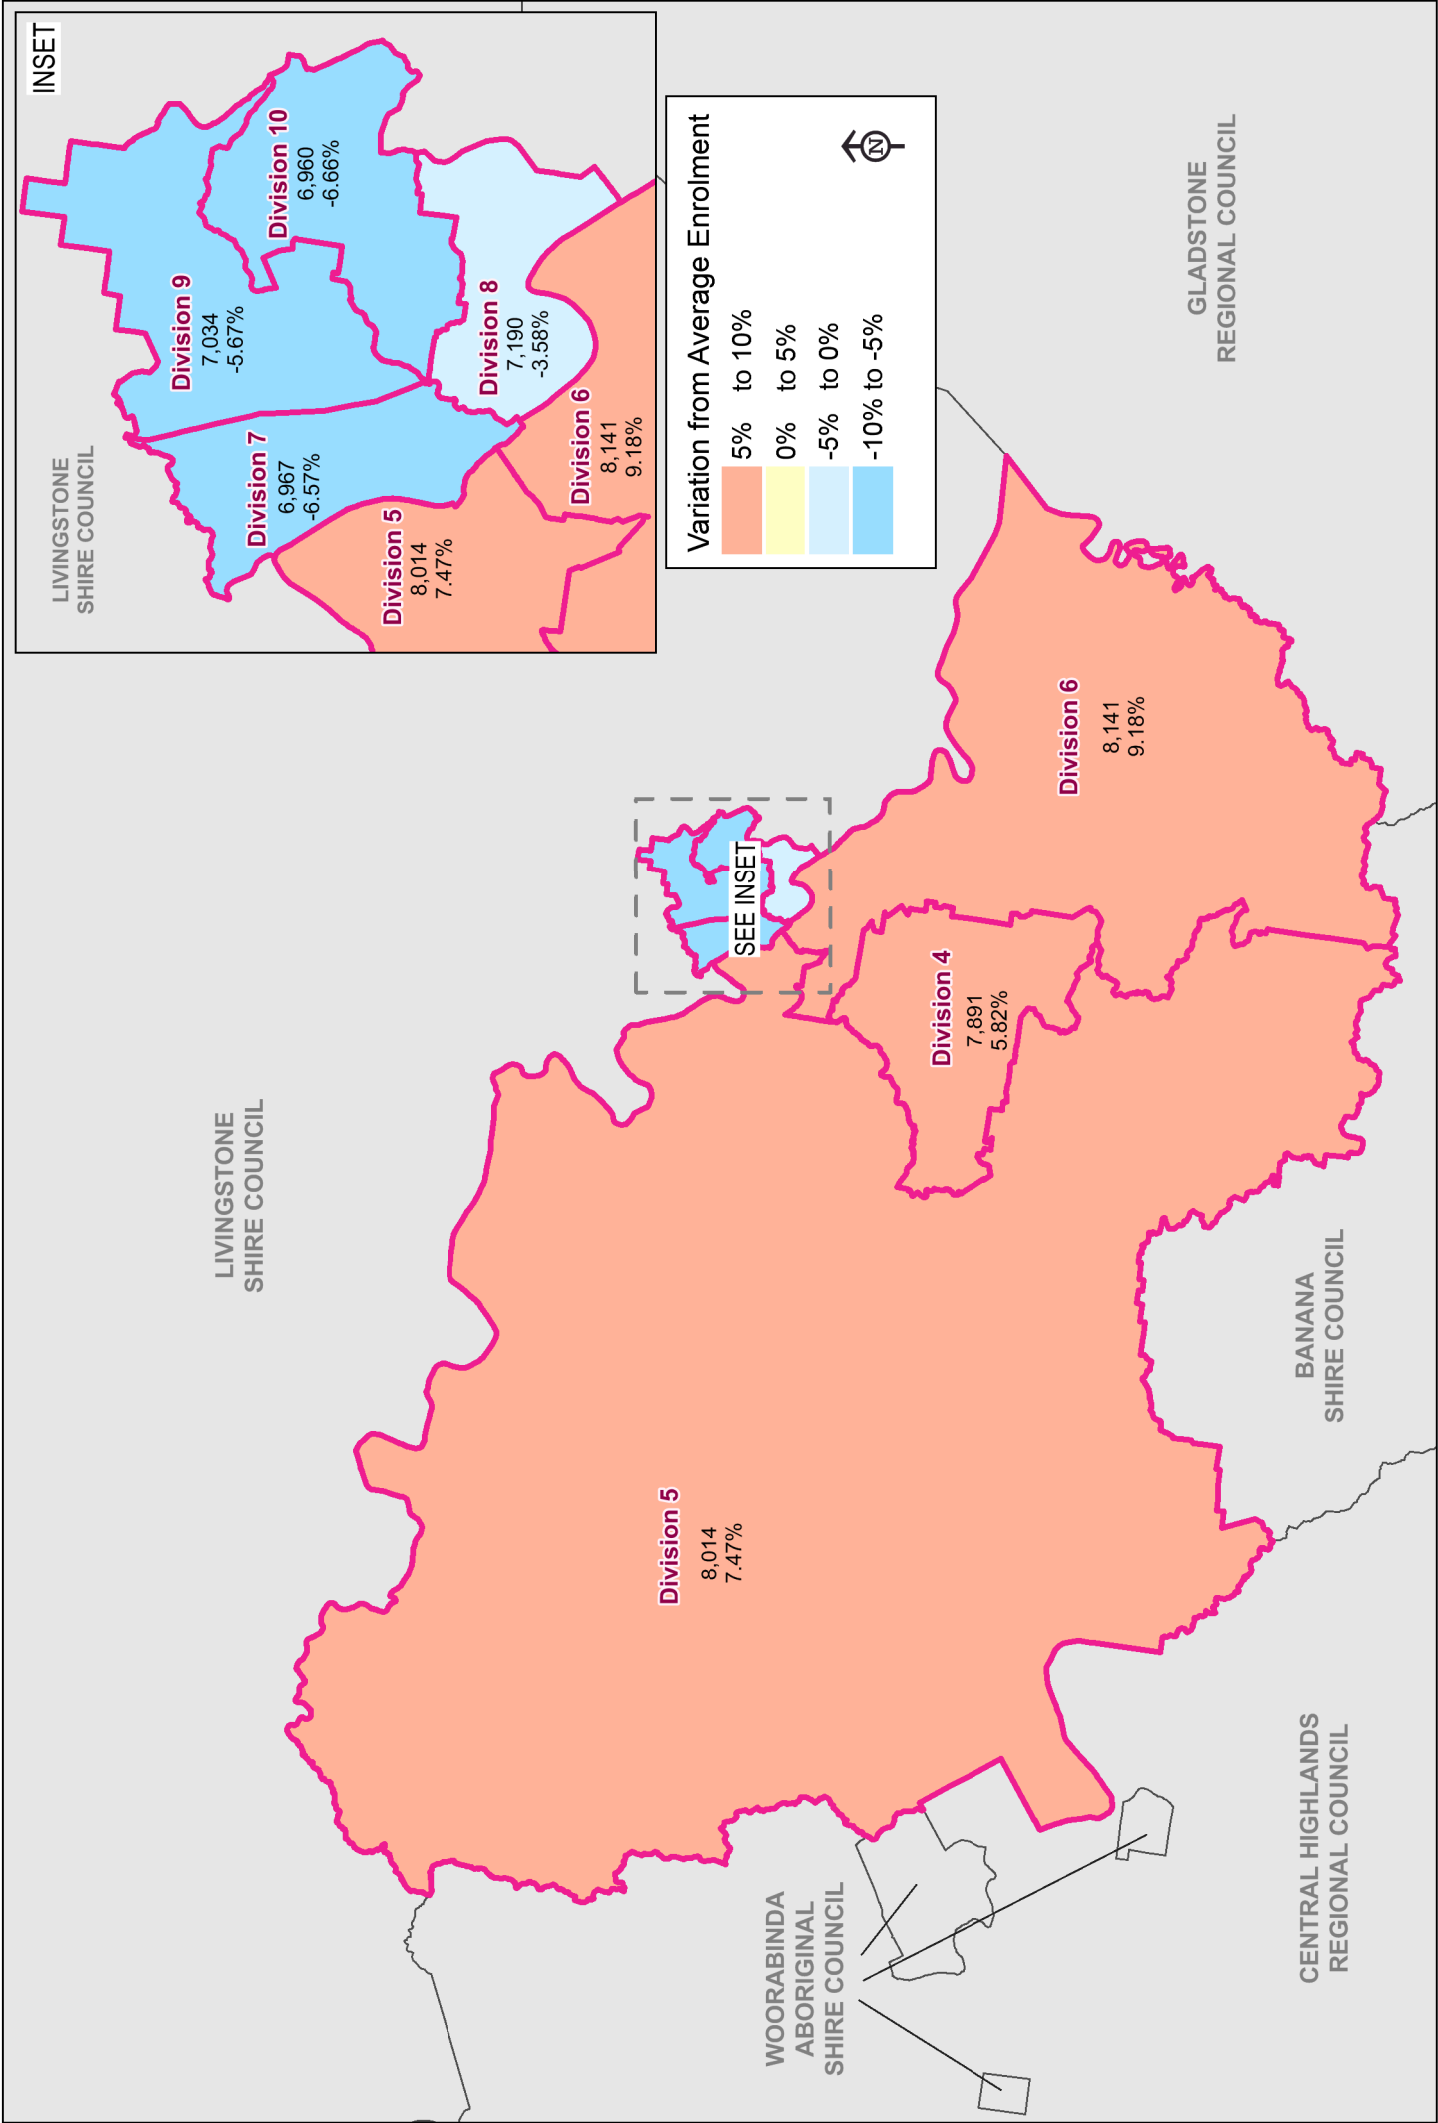 INSET
LIVINGSTONE
SHIRE COUNCIL
Division 7
6,967
-6.57%
Division 9
7,034
-5.67%
Division 10
6,960
-6.66%
Division 5
8,014
7.47%
Division 8
7,190
-3.58%
Division 6
8,141
9.18%
Variation from Average Enrolment
5% to 10%
0% to 5%
-5% to 0%
-10% to -5%
N
LIVINGSTONE
SHIRE COUNCIL
SEE INSET
Division 5
8,014
7.47%
Division 4
7,891
5.82%
Division 6
8,141
9.18%
GLADSTONE
REGIONAL COUNCIL
WOORABINDA
ABORIGINAL
SHIRE COUNCIL
BANANA
SHIRE COUNCIL
CENTRAL HIGHLANDS
REGIONAL COUNCIL